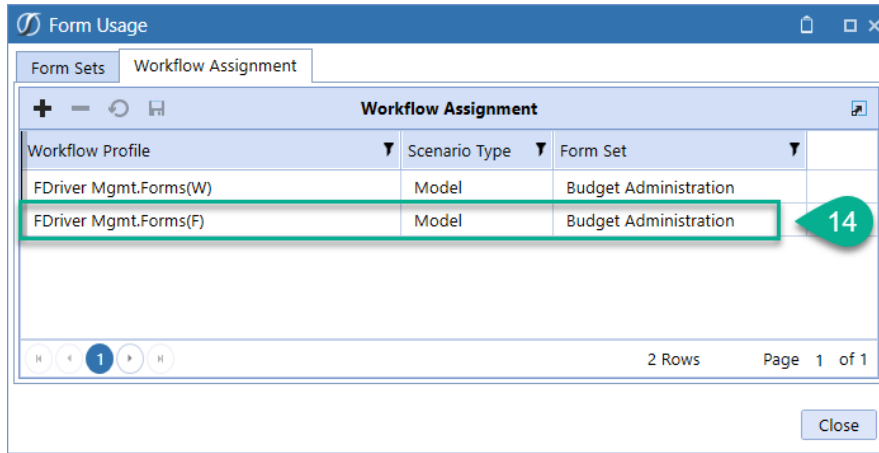 Form Usage
Form Sets Workflow Assignment
Workflow Assignment
Workflow Profile Scenario Type Form Set
FDriver Mgmt.Forms(W) Model Budget Administration
FDriver Mgmt.Forms(F) Model Budget Administration
14
1 2 Rows Page 1 of 1
Close